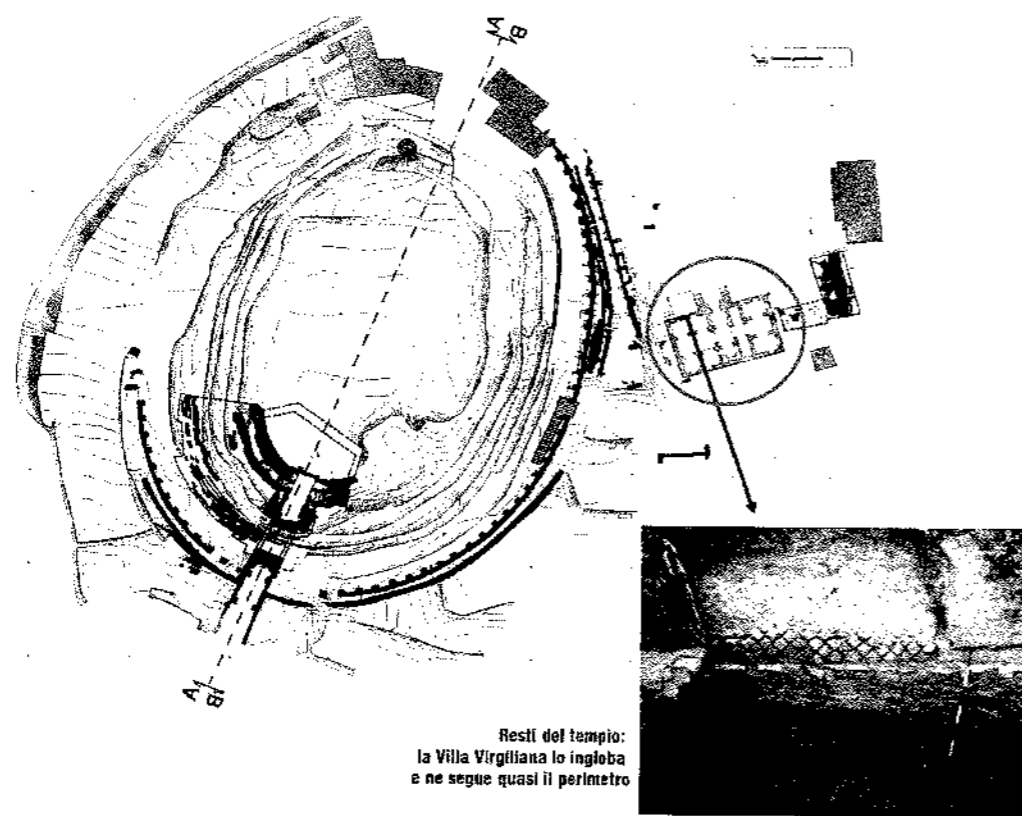 A/B
A/B
Resti del tempio:
la Villa Virgiliana lo ingloba
e ne segue quasi il perimetro